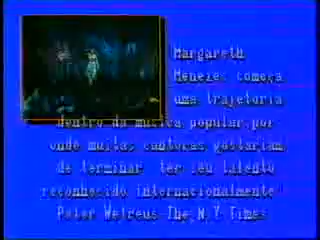 Margareth
Menezes começa
uma trajetoria
dentro da musica popular,por
onde muitas cantoras gostariam
de terminar ter seu talento
reconhecido internacionalmente"
Peter Watrous-The N.Y Times